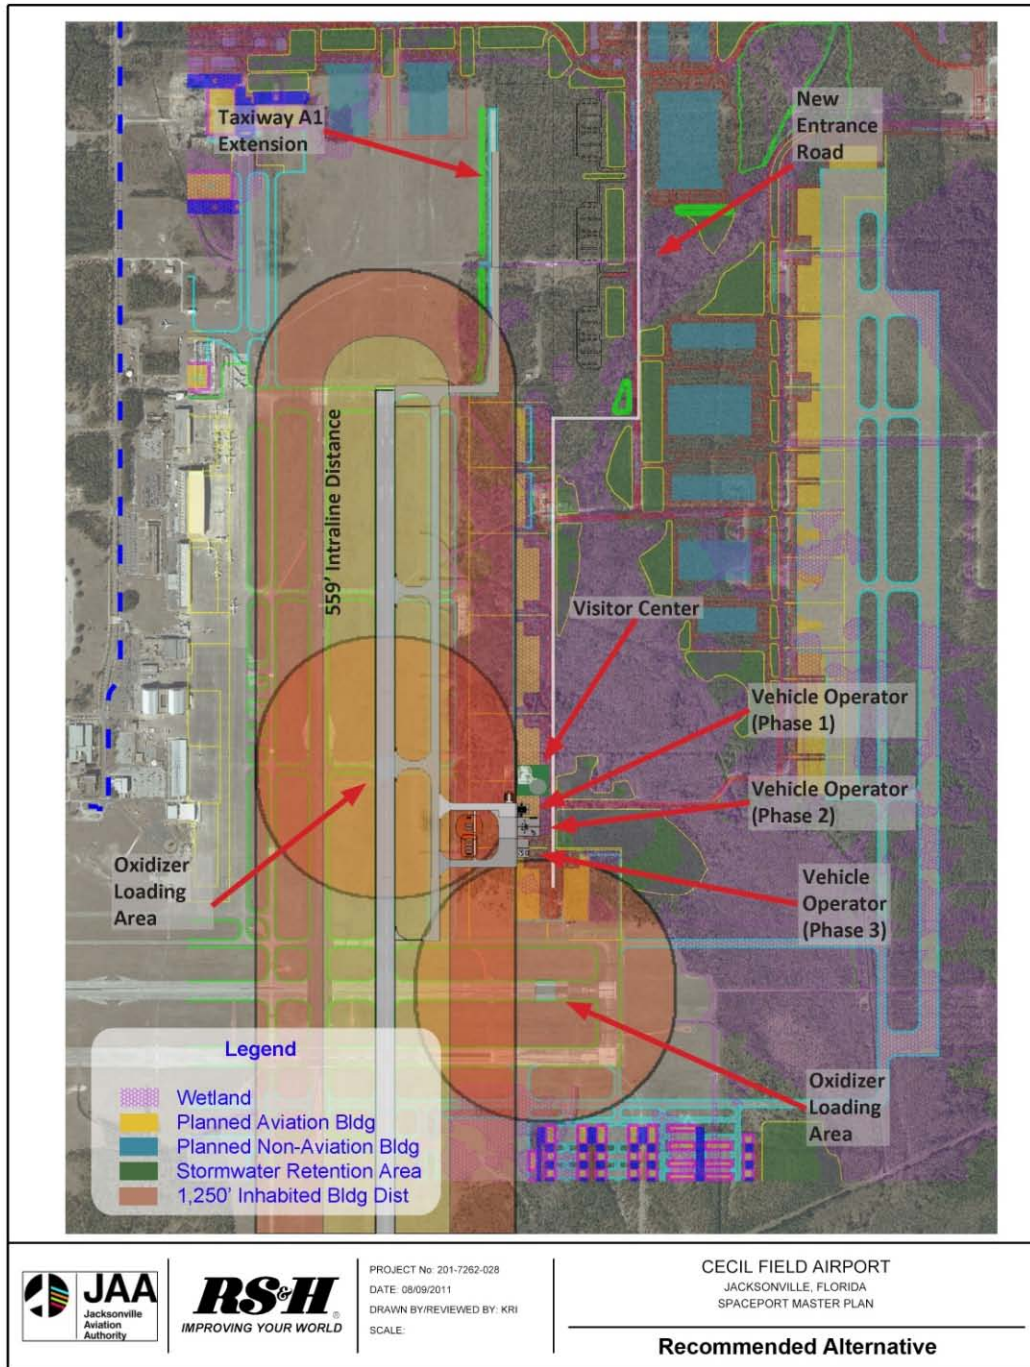 Taxiway A1
Extension
New
Entrance
Road
559' Intraline Distance
Visitor Center
Vehicle Operator
(Phase 1)
Vehicle Operator
(Phase 2)
Vehicle
Operator
(Phase 3)
Oxidizer
Loading
Area
Oxidizer
Loading
Area
Legend
Wetland
Planned Aviation Bldg
Planned Non-Aviation Bldg
Stormwater Retention Area
1,250' Inhabited Bldg Dist
JAA
Jacksonville
Aviation
Authority
RS&H
IMPROVING YOUR WORLD
PROJECT No: 201-7262-028
DATE: 08/09/2011
DRAWN BY/REVIEWED BY: KRI
SCALE:
CECIL FIELD AIRPORT
JACKSONVILLE, FLORIDA
SPACEPORT MASTER PLAN
Recommended Alternative